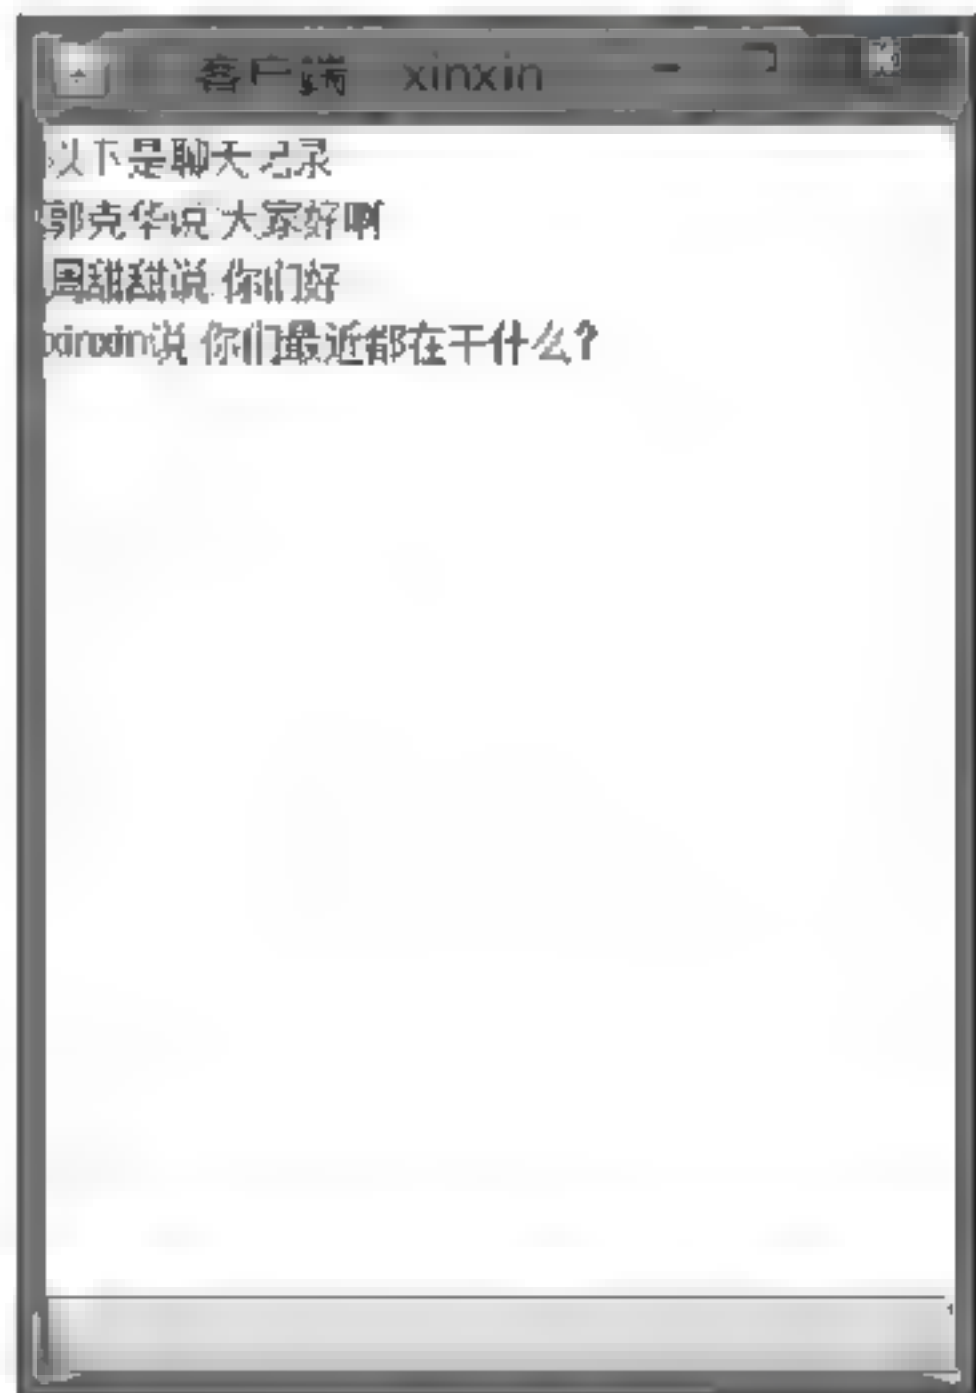 客户端 xinxin
以下是聊天记录
郭克华说 大家好啊
周甜甜说 你们好
xinxin说 你们最近都在干什么?